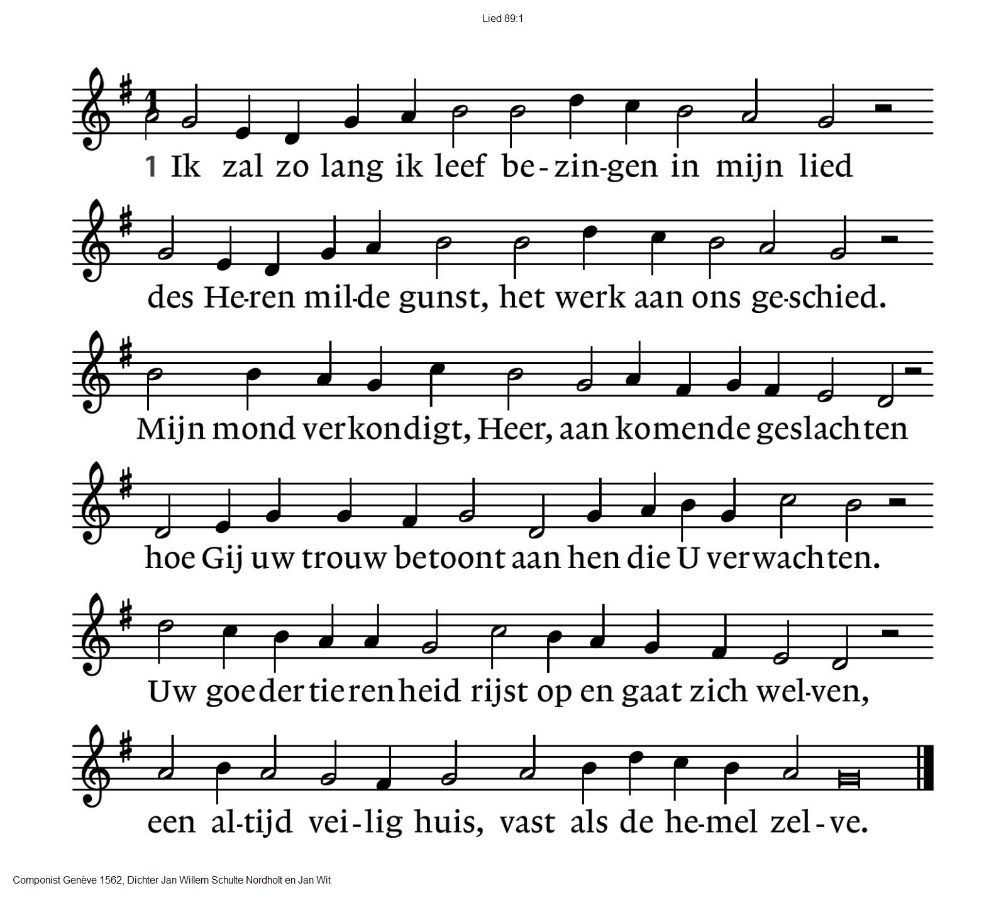 Lied 89:1
1 Ik zal zo lang ik leef be-zin-gen in mijn lied
des He-ren mil-de gunst, het werk aan ons ge-schied.
Mijn mond verkondigt, Heer, aan komende geslachten
hoe Gij uw trouw betoont aan hen die U verwachten.
Uw goedertierenheid rijst op en gaat zich wel-ven,
een al-tijd vei-lig huis, vast als de he-mel zel-ve.
Componist Genève 1562, Dichter Jan Willem Schulte Nordholt en Jan Wit